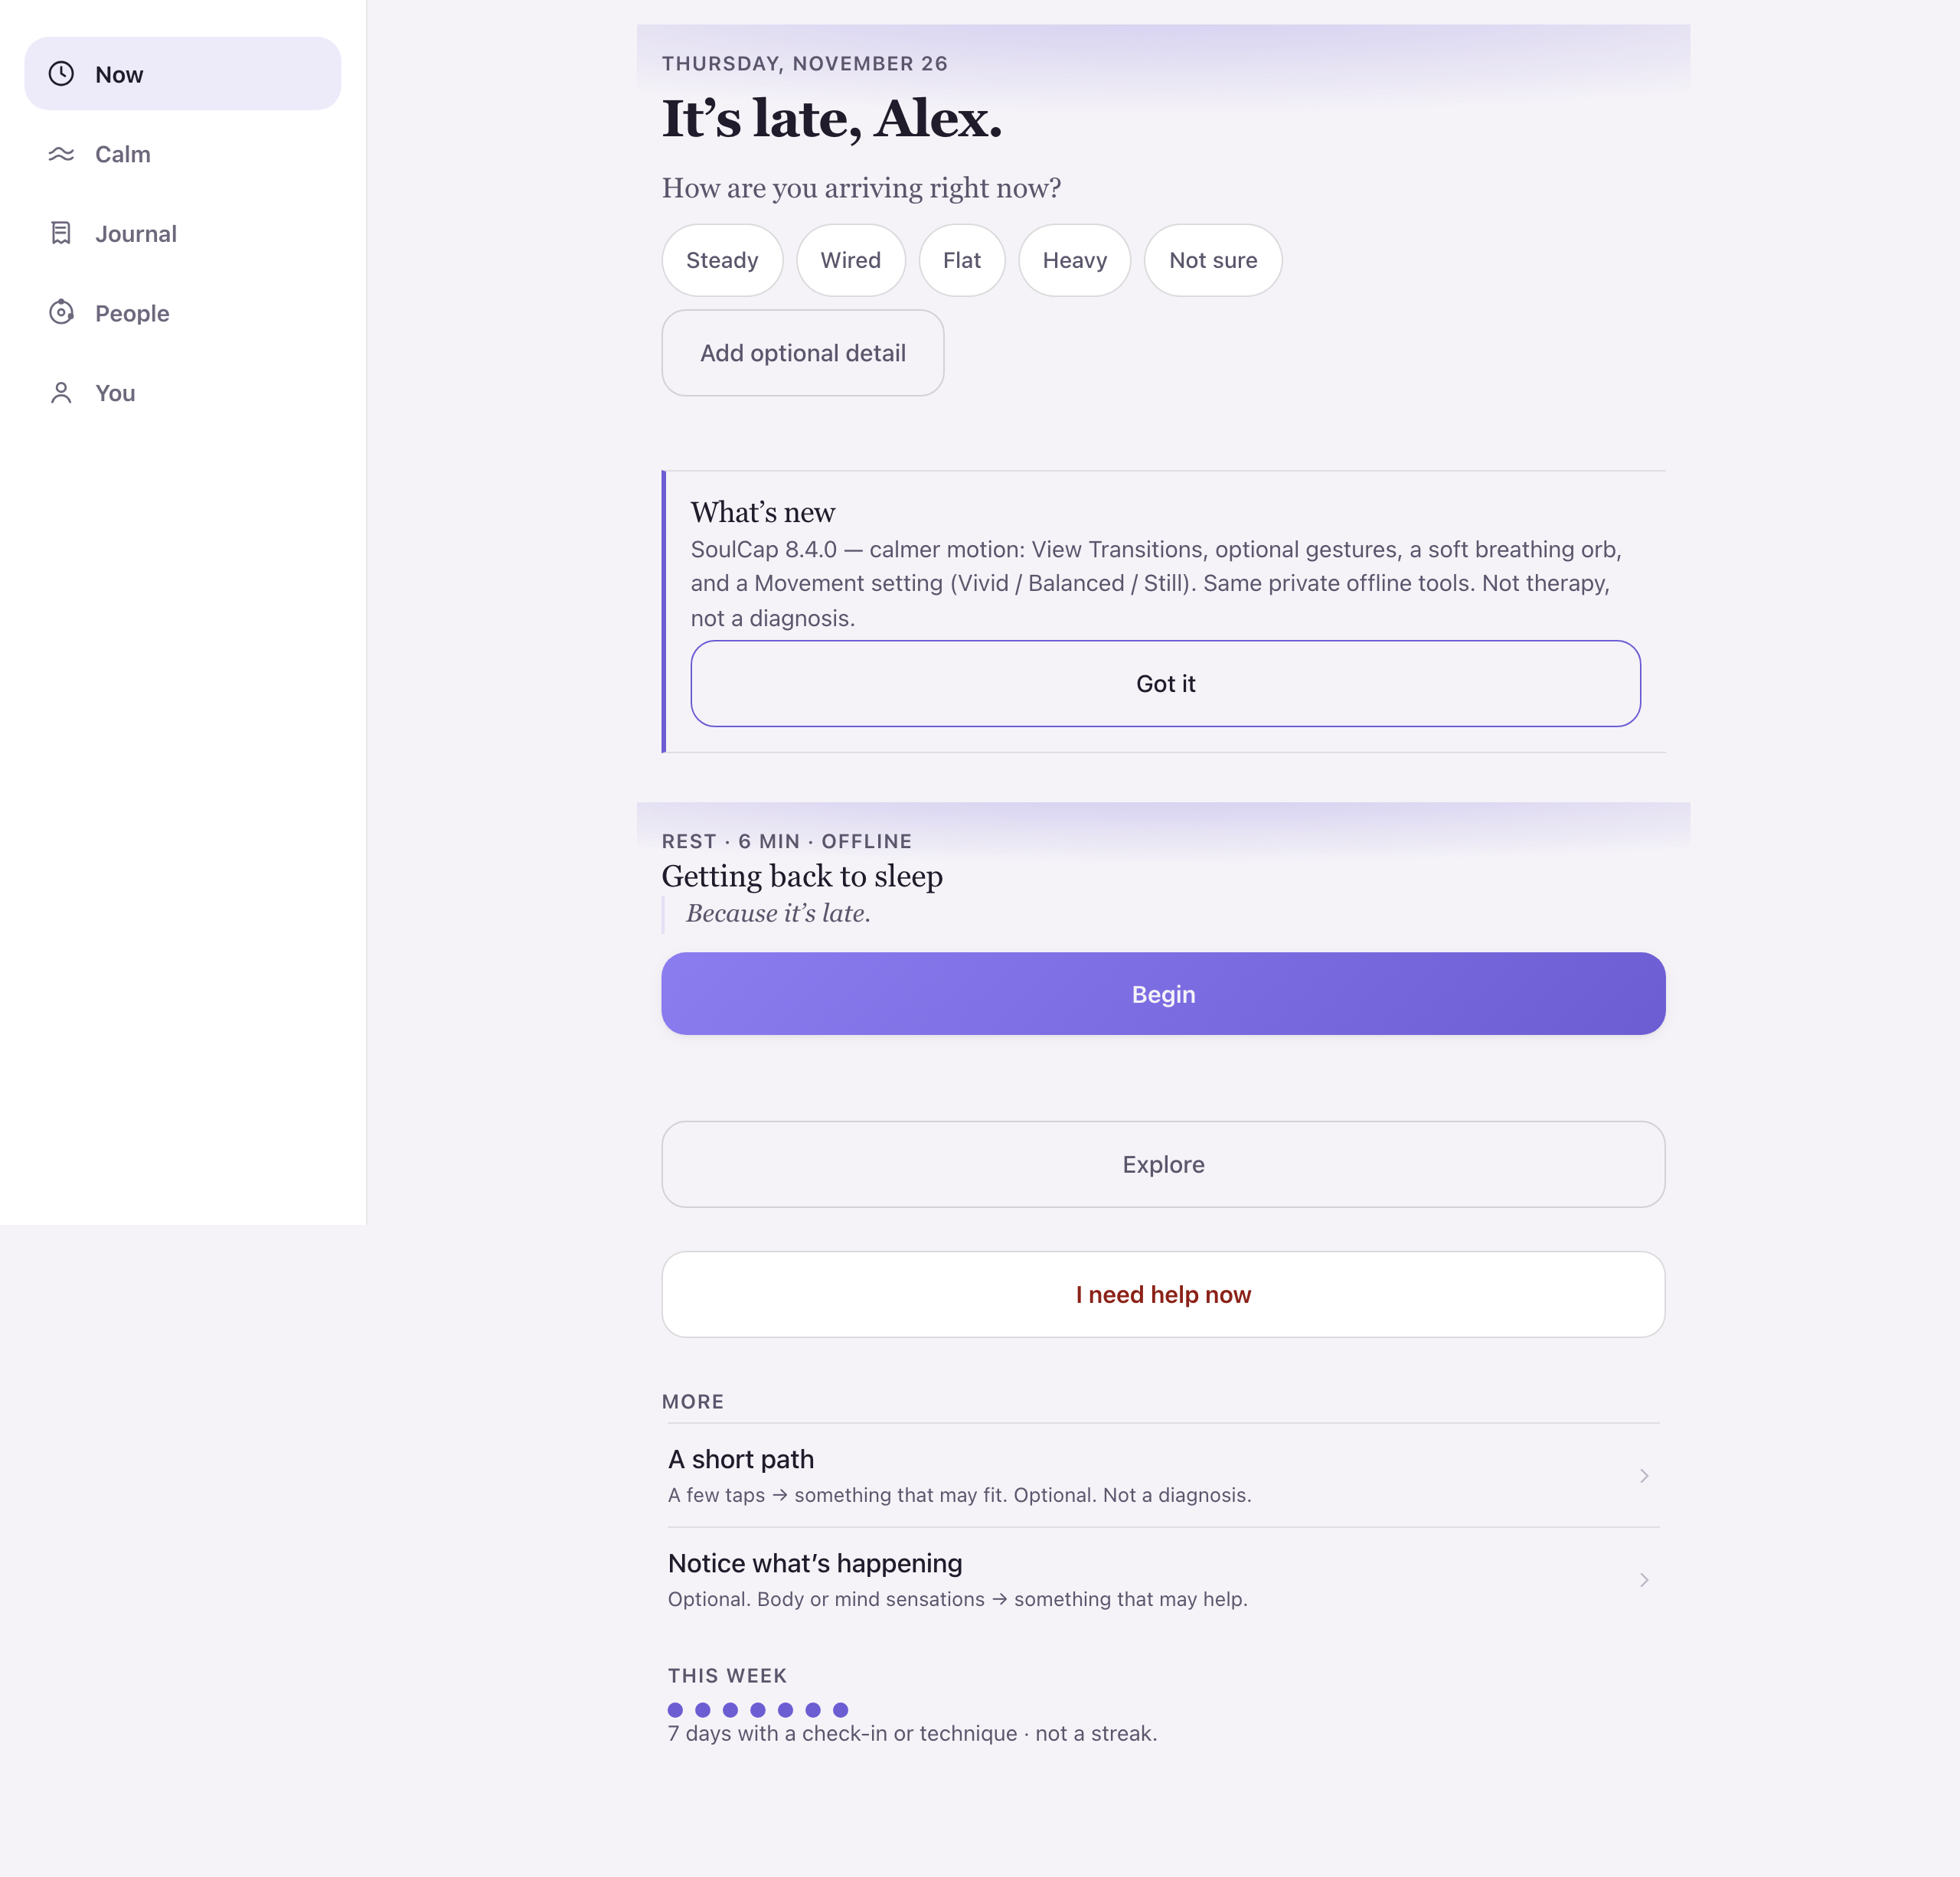 Now
Calm
Journal
People
You
THURSDAY, NOVEMBER 26
It’s late, Alex.
How are you arriving right now?
Steady
Wired
Flat
Heavy
Not sure
Add optional detail
What’s new
SoulCap 8.4.0 — calmer motion: View Transitions, optional gestures, a soft breathing orb,
and a Movement setting (Vivid / Balanced / Still). Same private offline tools. Not therapy,
not a diagnosis.
Got it
REST · 6 MIN · OFFLINE
Getting back to sleep
Because it’s late.
Begin
Explore
I need help now
MORE
A short path
A few taps → something that may fit. Optional. Not a diagnosis.
Notice what’s happening
Optional. Body or mind sensations → something that may help.
THIS WEEK
7 days with a check-in or technique · not a streak.